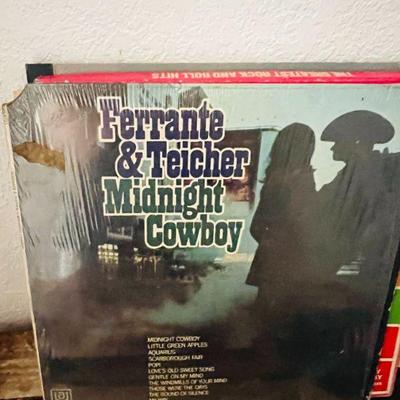 THE GREATEST ROCK AND ROLL HITS
Ferrante
& Teicher
Midnight
Cowboy
MIDNIGHT COWBOY
LITTLE GREEN APPLES
AQUARIUS
SCARBOROUGH FAIR
POPI
LOVE'S OLD SWEET SONG
GENTLE ON MY MIND
THE WINDMILLS OF YOUR MIND
THOSE WERE THE DAYS
THE SOUND OF SILENCE